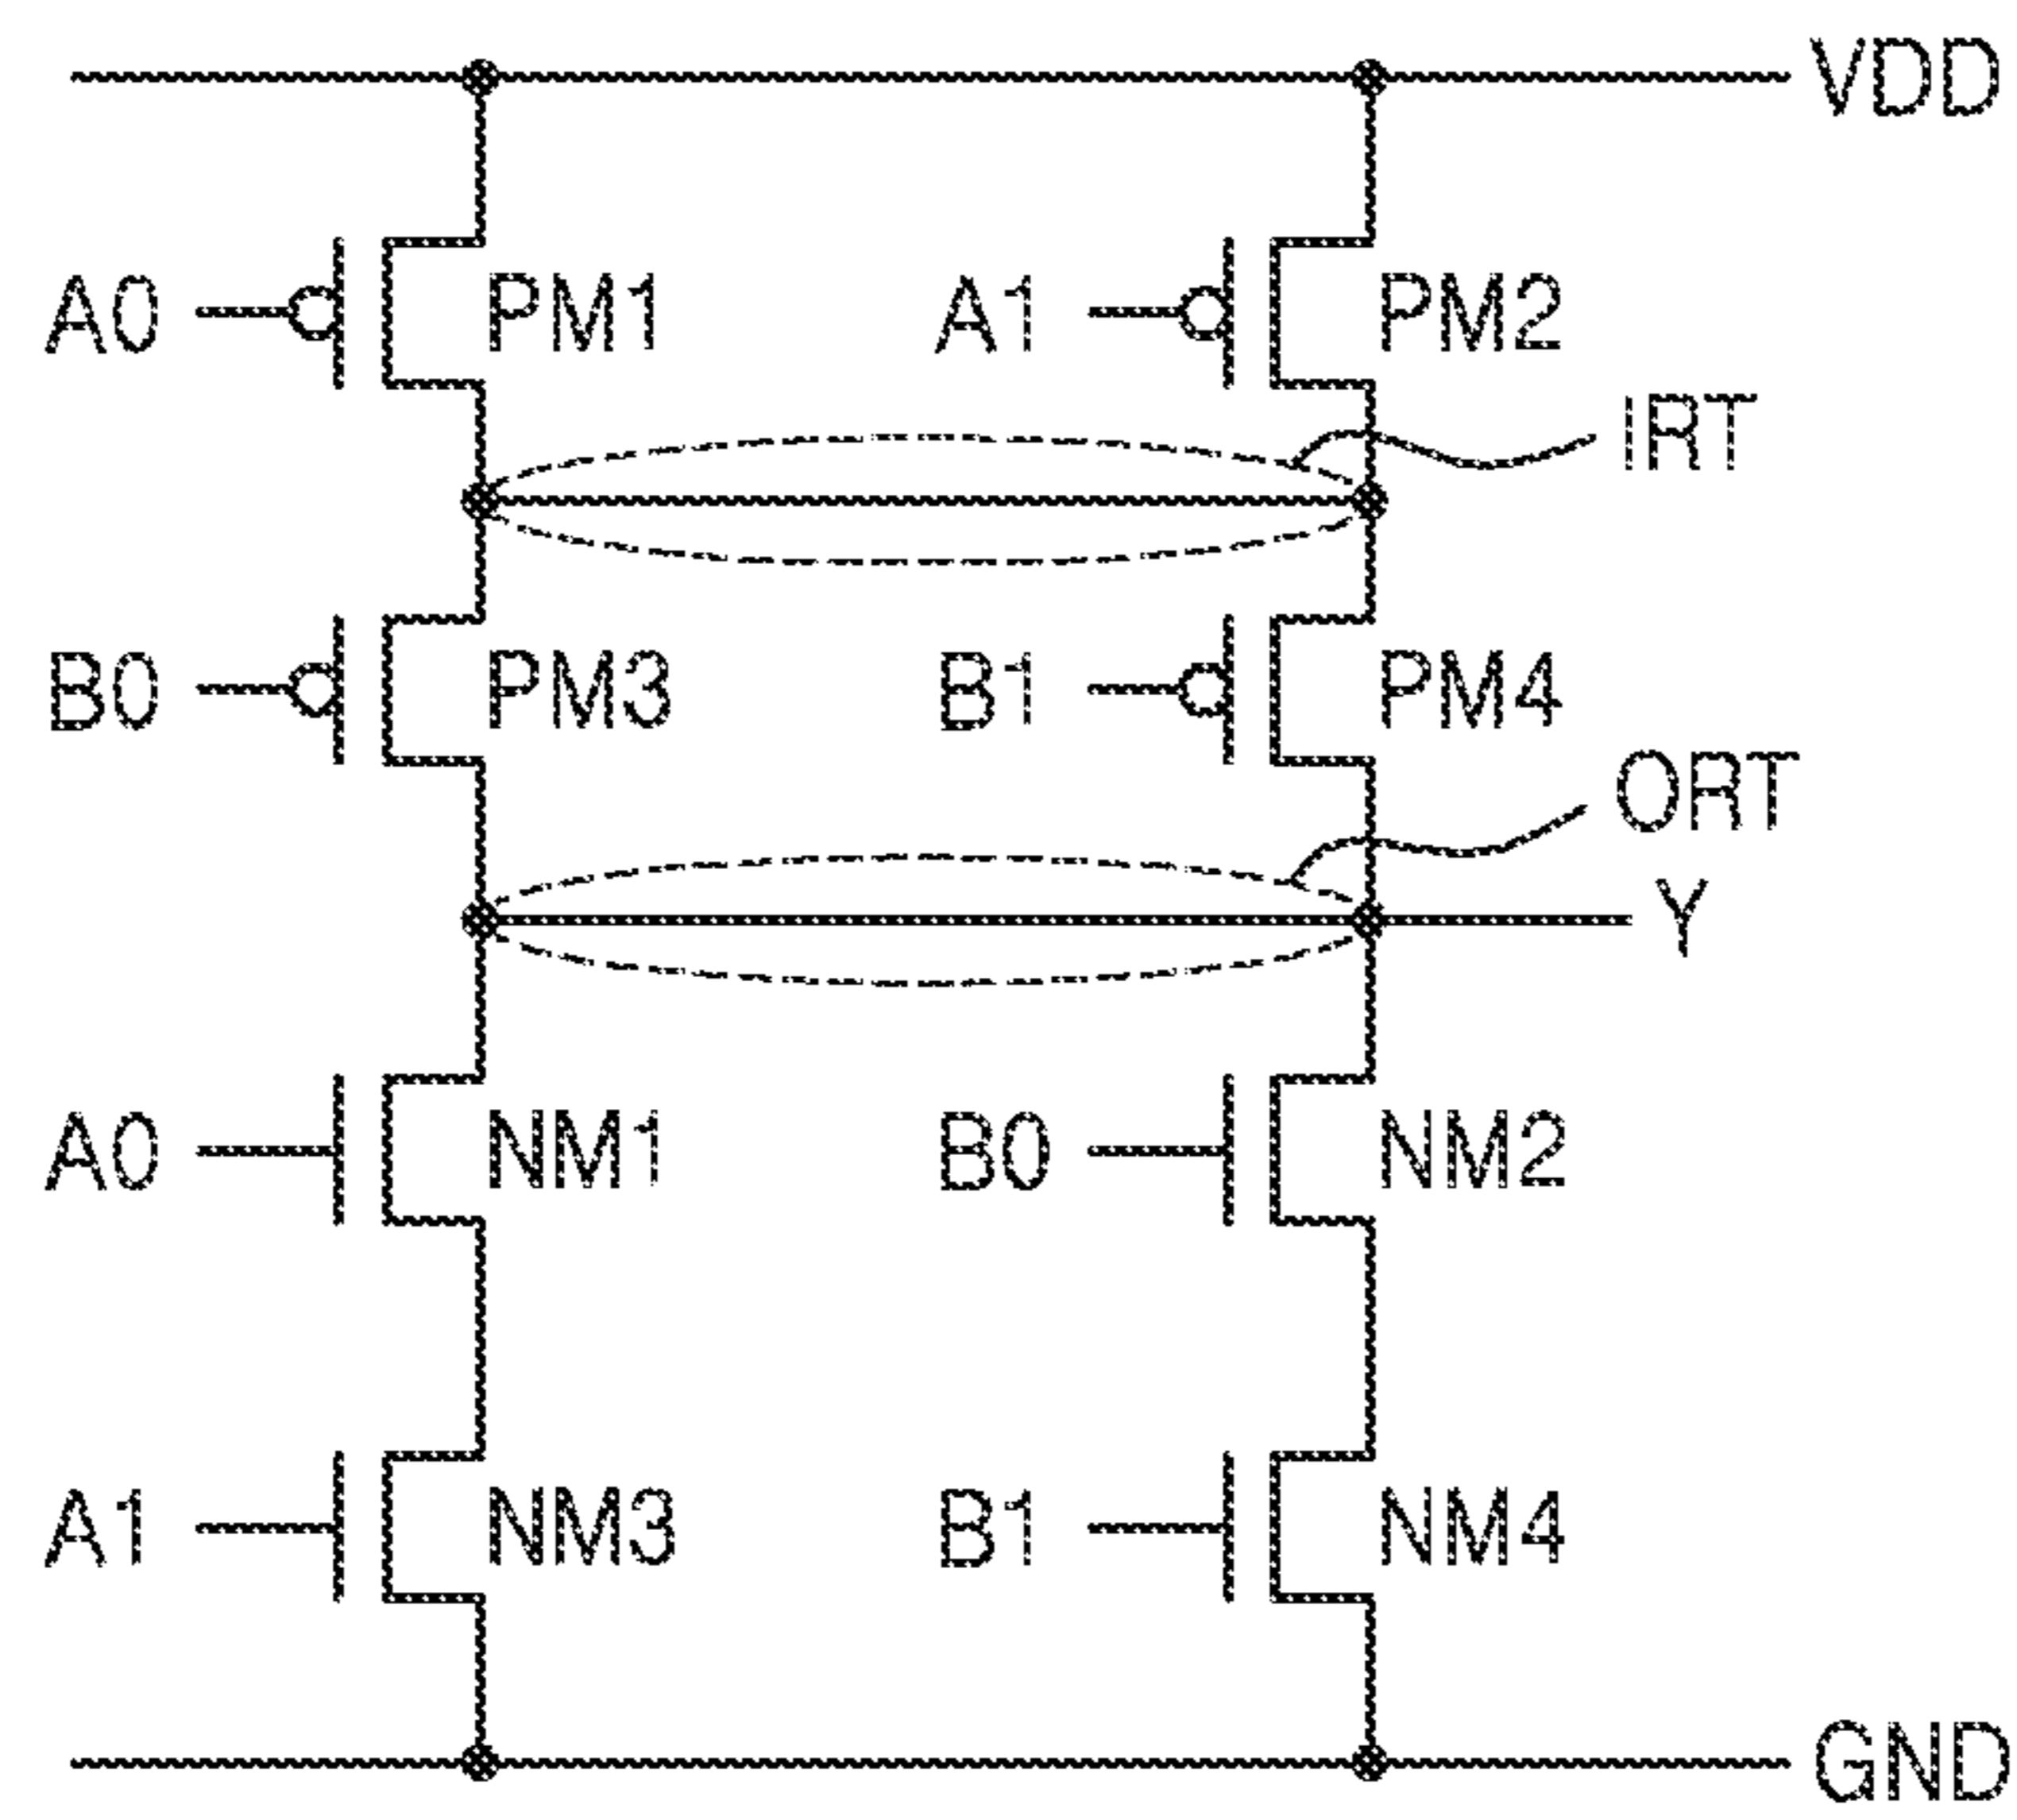 VDD
A0 PM1 A1 PM2
IRT
B0 PM3 B1 PM4
ORT
Y
A0 NM1 B0 NM2
A1 NM3 B1 NM4
GND